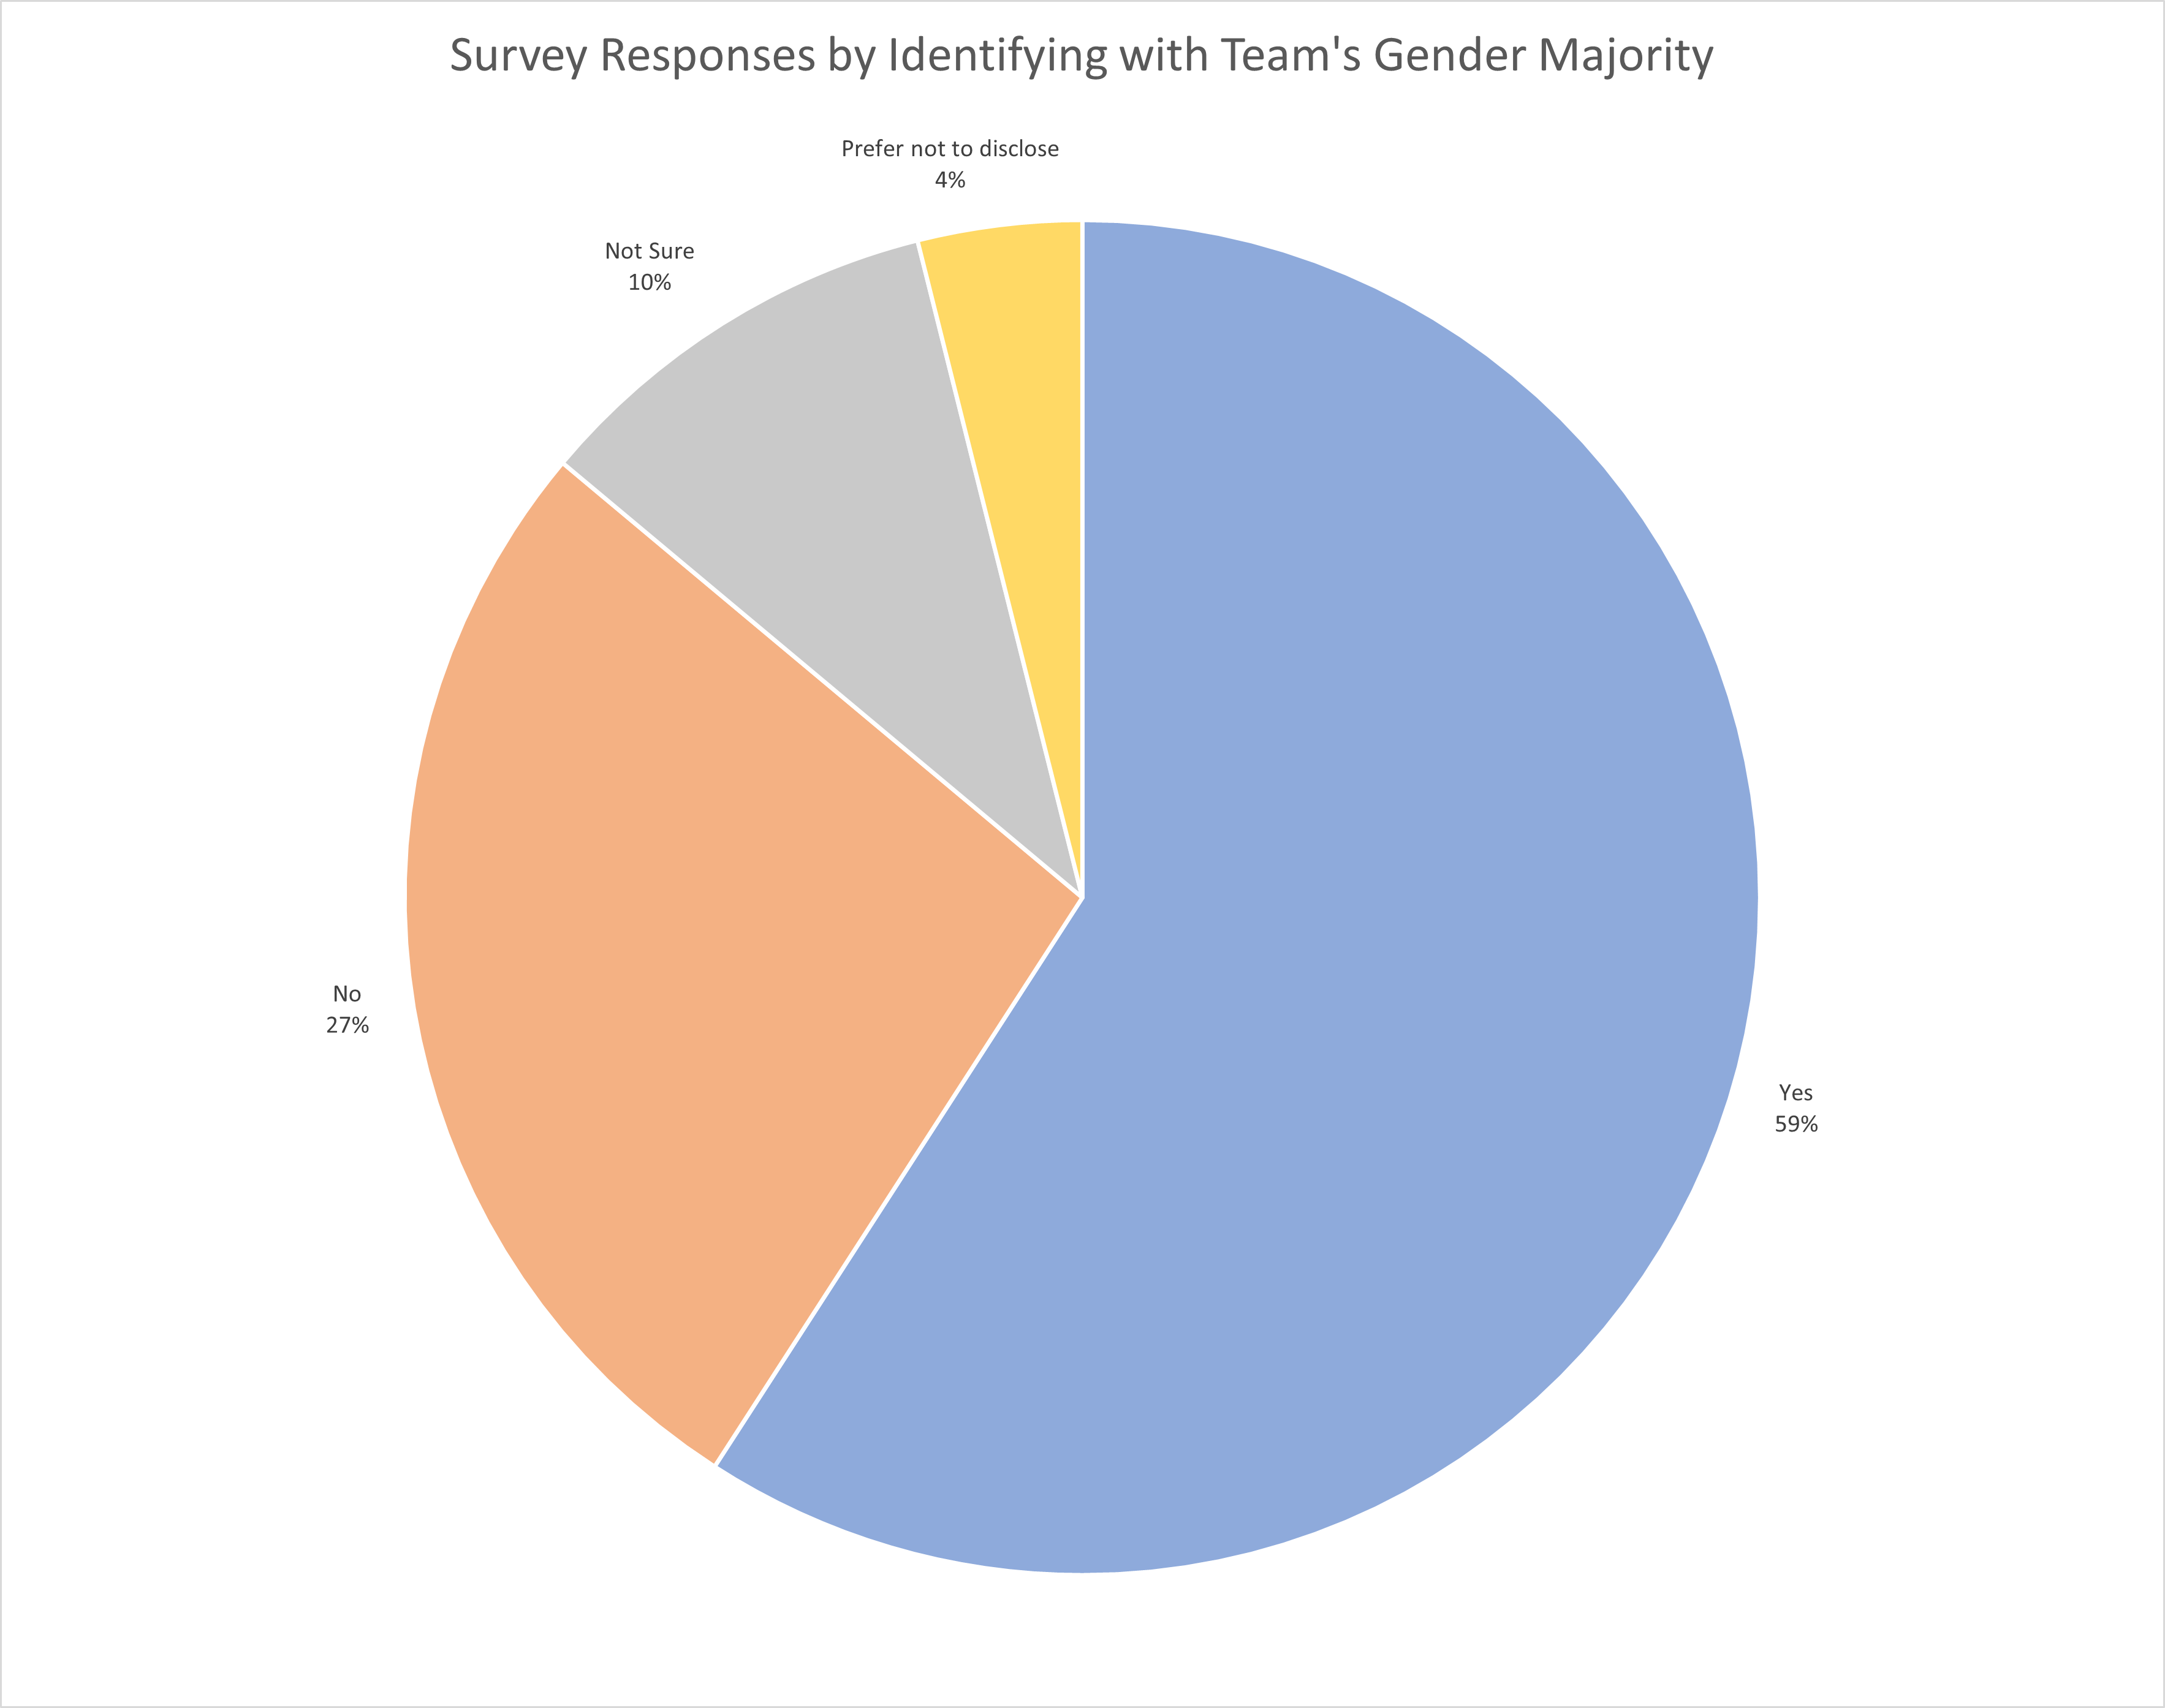 Survey Responses by Identifying with Team's Gender Majority
Prefer not to disclose
4%
Not Sure
10%
No
27%
Yes
59%